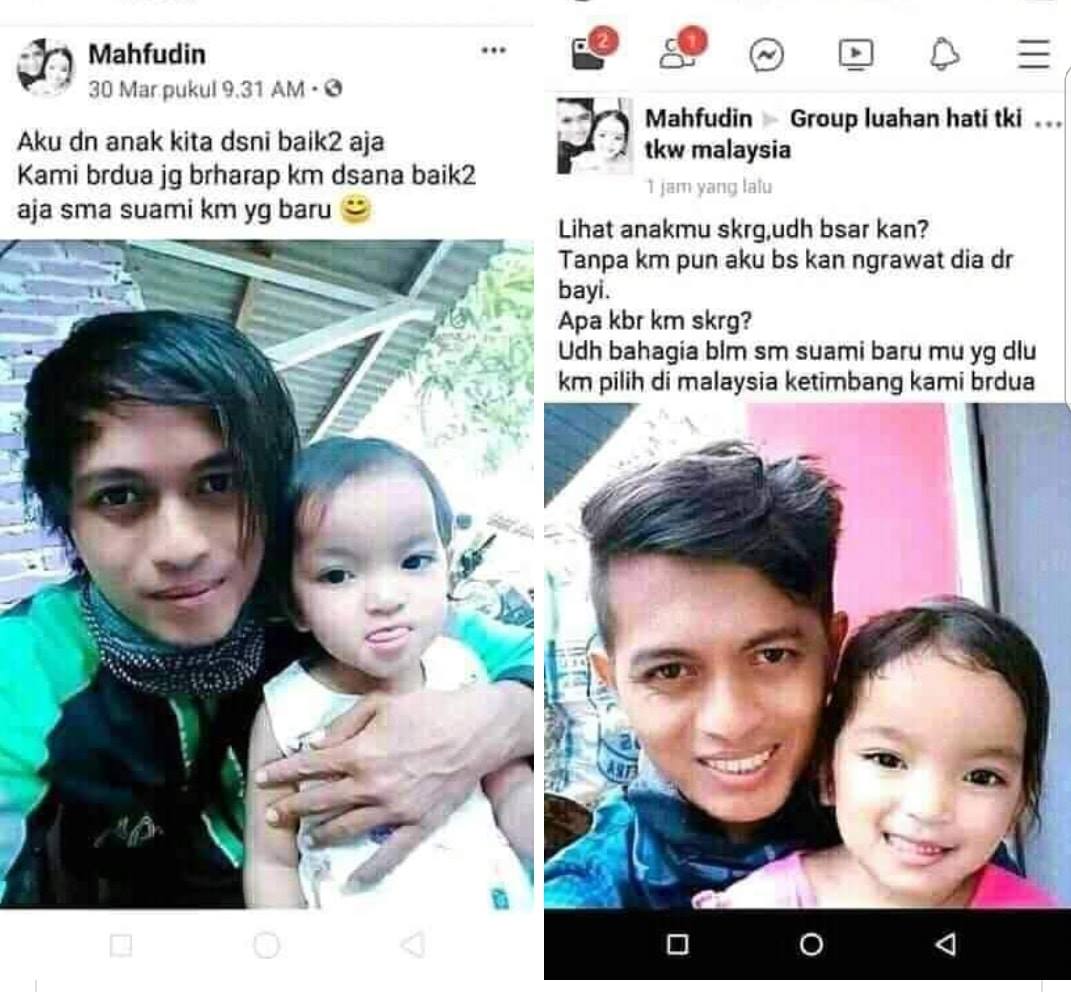 Mahfudin
30 Mar pukul 9.31 AM •
Aku dn anak kita dsni baik2 aja
Kami brdua jg brharap km dsana baik2
aja sma suami km yg baru 😊
2
1
Mahfudin ▸ Group luahan hati tki
tkw malaysia
1 jam yang lalu
Lihat anakmu skrg,udh bsar kan?
Tanpa km pun aku bs kan ngrawat dia dr
bayi.
Apa kbr km skrg?
Udh bahagia blm sm suami baru mu yg dlu
km pilih di malaysia ketimbang kami brdua